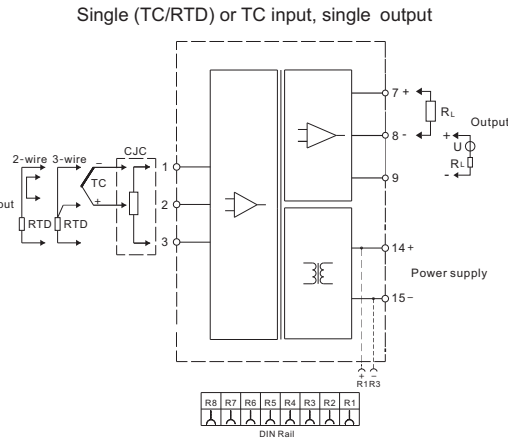 Single (TC/RTD) or TC input, single output
CJC
2-wire 3-wire
−
TC
+
RTD RTD
1
2
3
7 +
8 -
9
RL
Output
+
U
RL
-
14+
Power supply
15−
+ −
R1 R3
R8 R7 R6 R5 R4 R3 R2 R1
DIN Rail